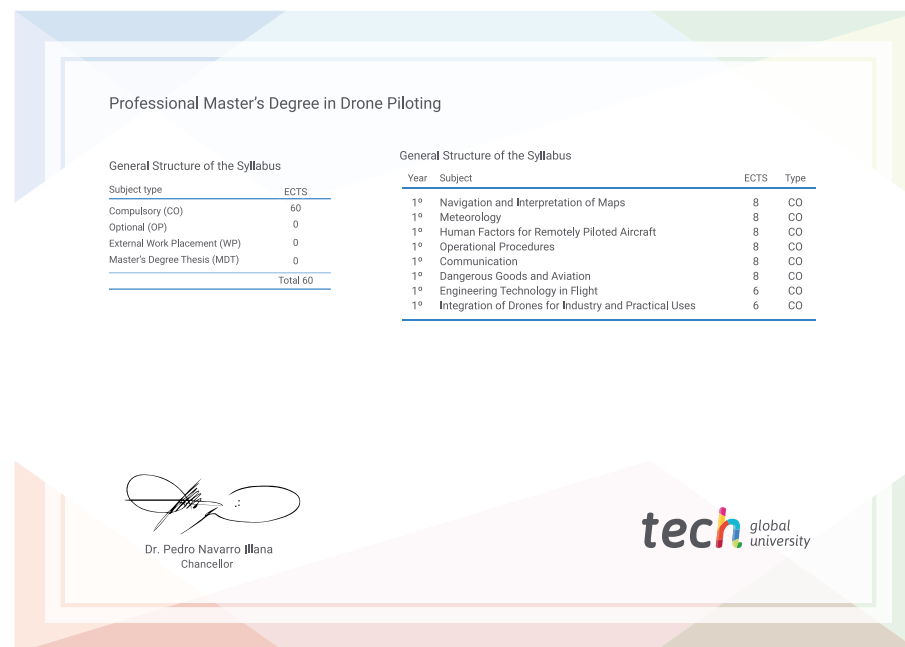 Professional Master's Degree in Drone Piloting
General Structure of the Syllabus
Subject type ECTS
Compulsory (CO) 60
Optional (OP) 0
External Work Placement (WP) 0
Master's Degree Thesis (MDT) 0
Total 60
General Structure of the Syllabus
Year Subject ECTS Type
1º Navigation and Interpretation of Maps 8 CO
1º Meteorology 8 CO
1º Human Factors for Remotely Piloted Aircraft 8 CO
1º Operational Procedures 8 CO
1º Communication 8 CO
1º Dangerous Goods and Aviation 8 CO
1º Engineering Technology in Flight 6 CO
1º Integration of Drones for Industry and Practical Uses 6 CO
Dr. Pedro Navarro Illana
Chancellor
tech global
university